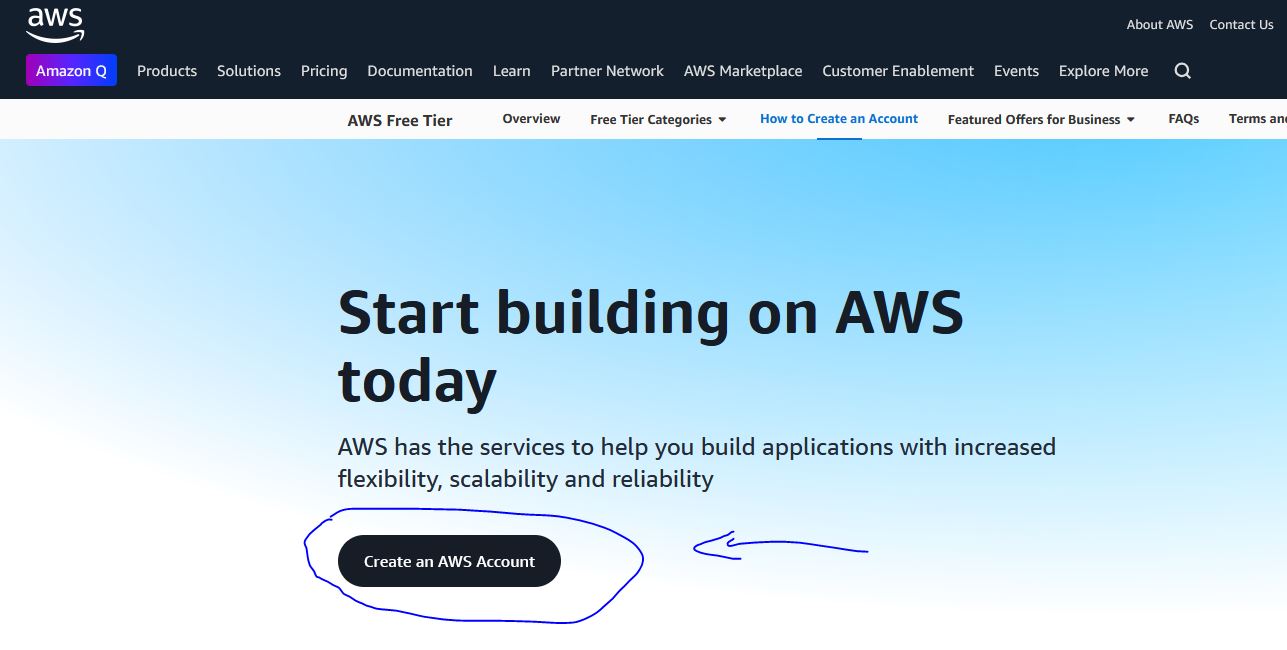 aws
About AWS Contact Us
Amazon Q Products Solutions Pricing Documentation Learn Partner Network AWS Marketplace Customer Enablement Events Explore More
AWS Free Tier Overview Free Tier Categories How to Create an Account Featured Offers for Business FAQs Terms and
Start building on AWS
today
AWS has the services to help you build applications with increased
flexibility, scalability and reliability
Create an AWS Account